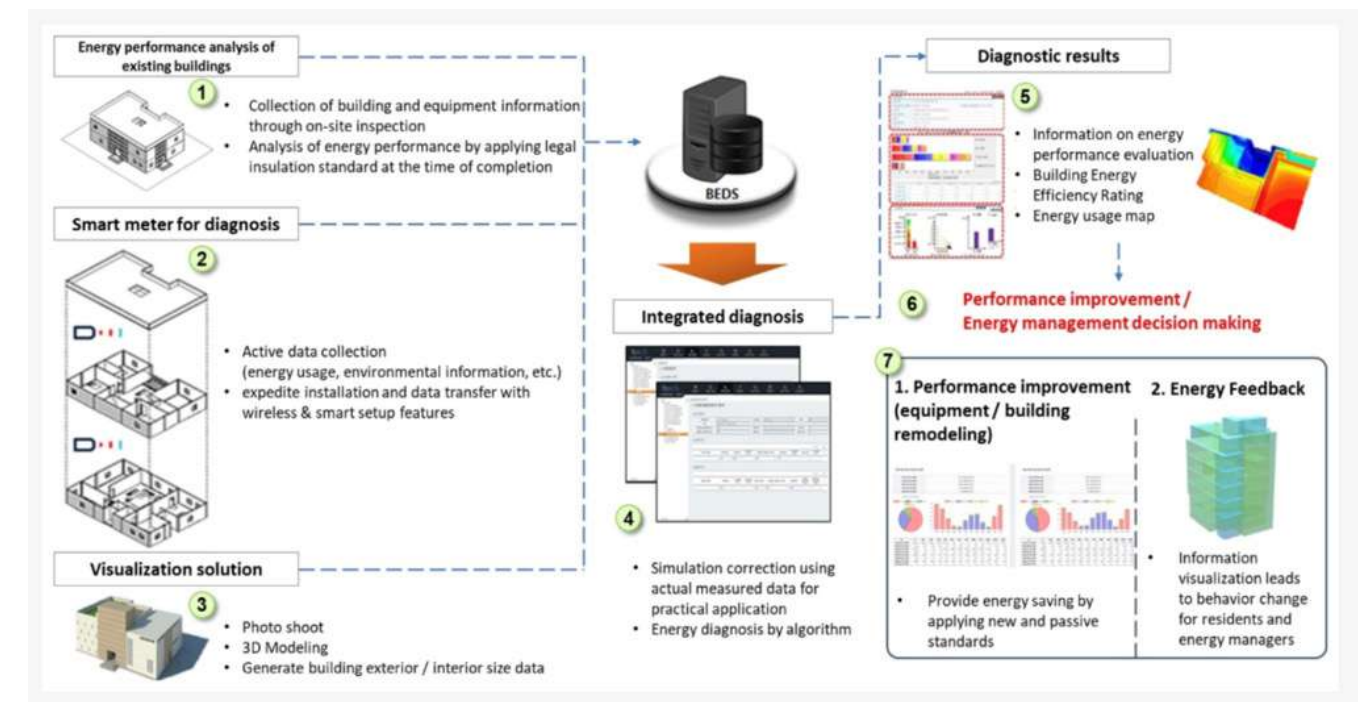 Energy performance analysis of
existing buildings
1
• Collection of building and equipment information
through on-site inspection
• Analysis of energy performance by applying legal
insulation standard at the time of completion
Smart meter for diagnosis
2
• Active data collection
(energy usage, environmental information, etc.)
• expedite installation and data transfer with
wireless & smart setup features
Visualization solution
3
• Photo shoot
• 3D Modeling
• Generate building exterior / interior size data
BEDS
Integrated diagnosis
4
• Simulation correction using
actual measured data for
practical application
• Energy diagnosis by algorithm
Diagnostic results
5
• Information on energy
performance evaluation
• Building Energy
Efficiency Rating
• Energy usage map
6
Performance improvement /
Energy management decision making
7
1. Performance improvement
(equipment / building
remodeling)
• Provide energy saving by
applying new and passive
standards
2. Energy Feedback
• Information
visualization leads
to behavior change
for residents and
energy managers